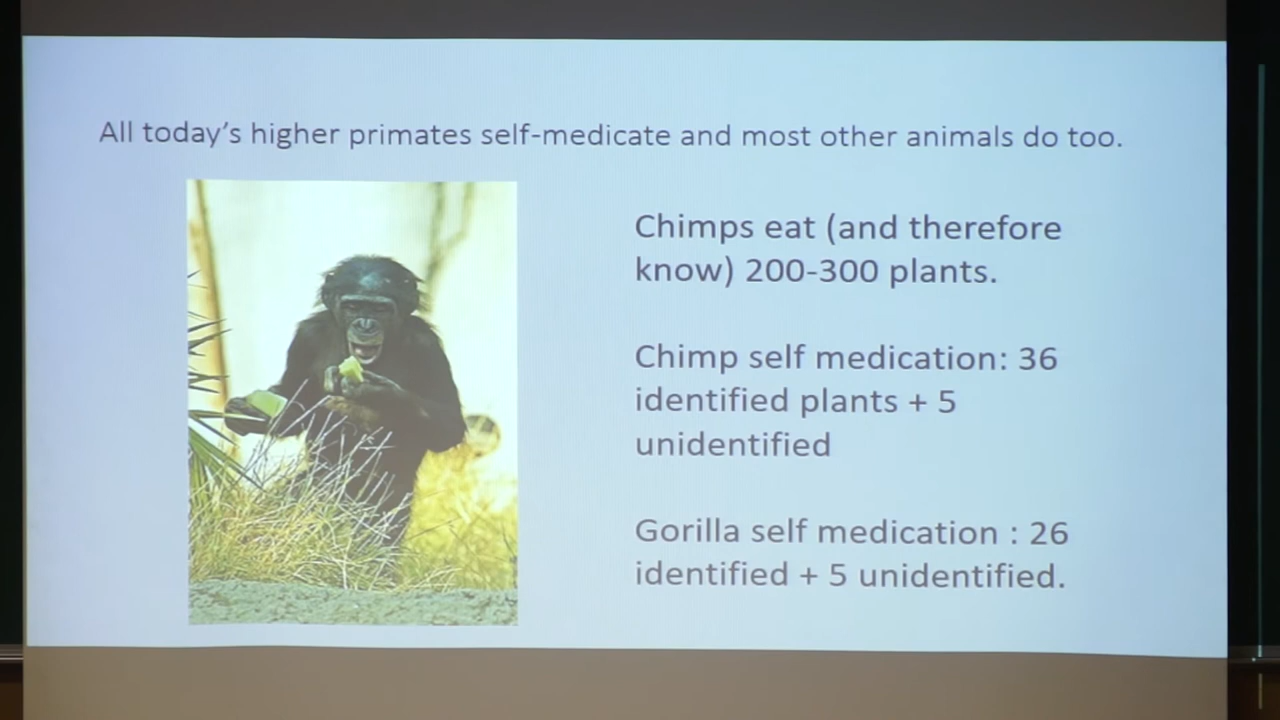 All today's higher primates self-medicate and most other animals do too.
Chimps eat (and therefore
know) 200-300 plants.
Chimp self medication: 36
identified plants + 5
unidentified
Gorilla self medication : 26
identified + 5 unidentified.